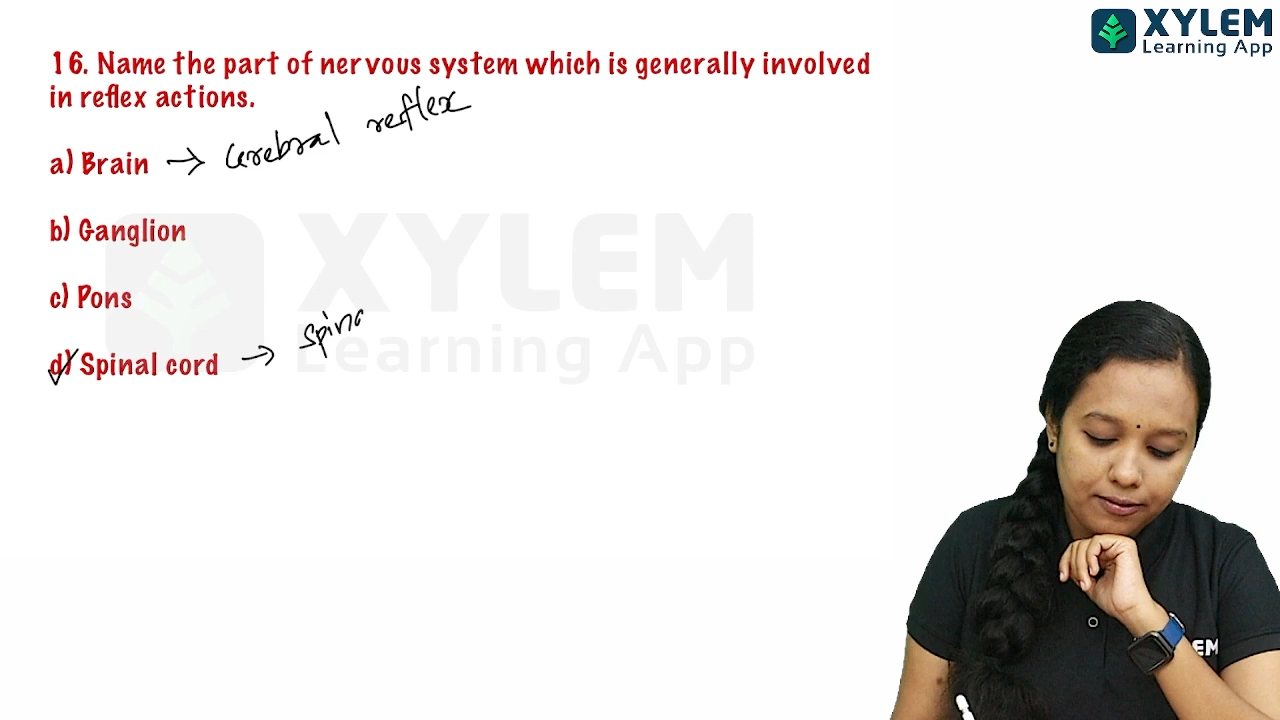 XYLEM
Learning App
16. Name the part of nervous system which is generally involved
in reflex actions.
a) Brain → Cerebral reflex
b) Ganglion
c) Pons
d) Spinal cord → Spina
XYLEM
Learning App
EM